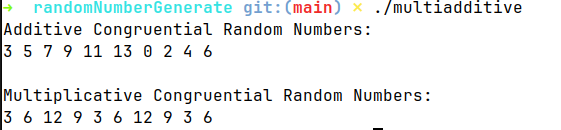 → randomNumberGenerate git:(main) × ./multiadditive
Additive Congruential Random Numbers:
3 5 7 9 11 13 0 2 4 6
Multiplicative Congruential Random Numbers:
3 6 12 9 3 6 12 9 3 6